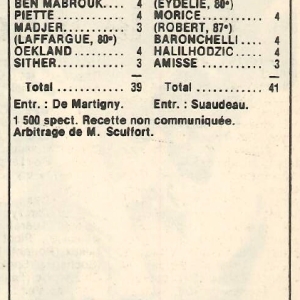 BEN MABROUK.... 4 (EYDELIE, 80e)
PIETTE ............ 4 MORICE ............ 4
MADJER ........... 3 (ROBERT, 87e)
(LAFFARGUE, 80e) BARONCHELLI ..... 4
OEKLAND .......... 4 HALILHODZIC ..... 4
SITHER ............ 3 AMISSE ............ 3
Total .............. 39 Total .............. 41
Entr. : De Martigny. Entr. : Suaudeau.
1 500 spect. Recette non communiquée.
Arbitrage de M. Sculfort.